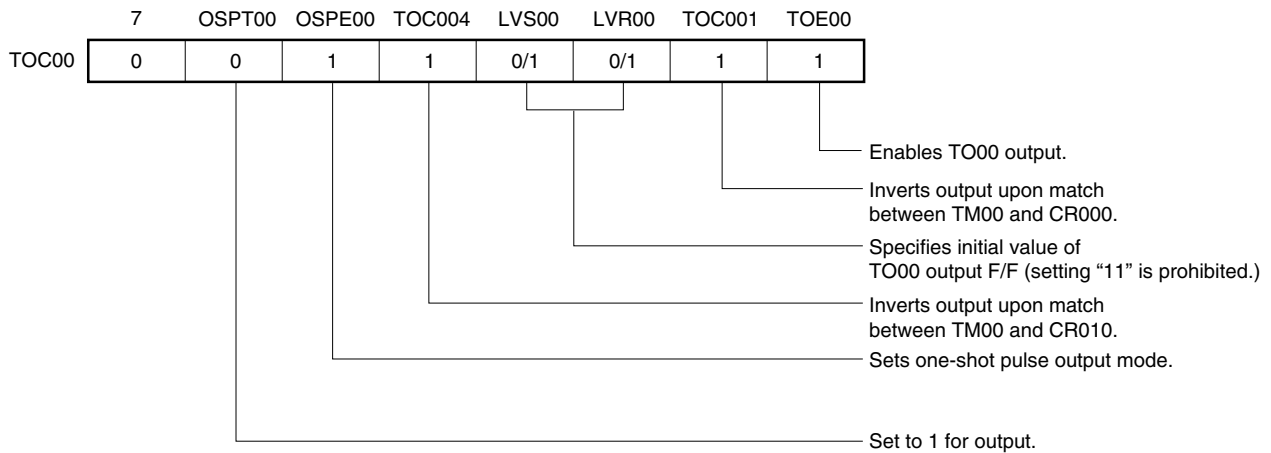 7 OSPT00 OSPE00 TOC004 LVS00 LVR00 TOC001 TOE00
TOC00 0 0 1 1 0/1 0/1 1 1
Enables TO00 output.
Inverts output upon match
between TM00 and CR000.
Specifies initial value of
TO00 output F/F (setting “11” is prohibited.)
Inverts output upon match
between TM00 and CR010.
Sets one-shot pulse output mode.
Set to 1 for output.